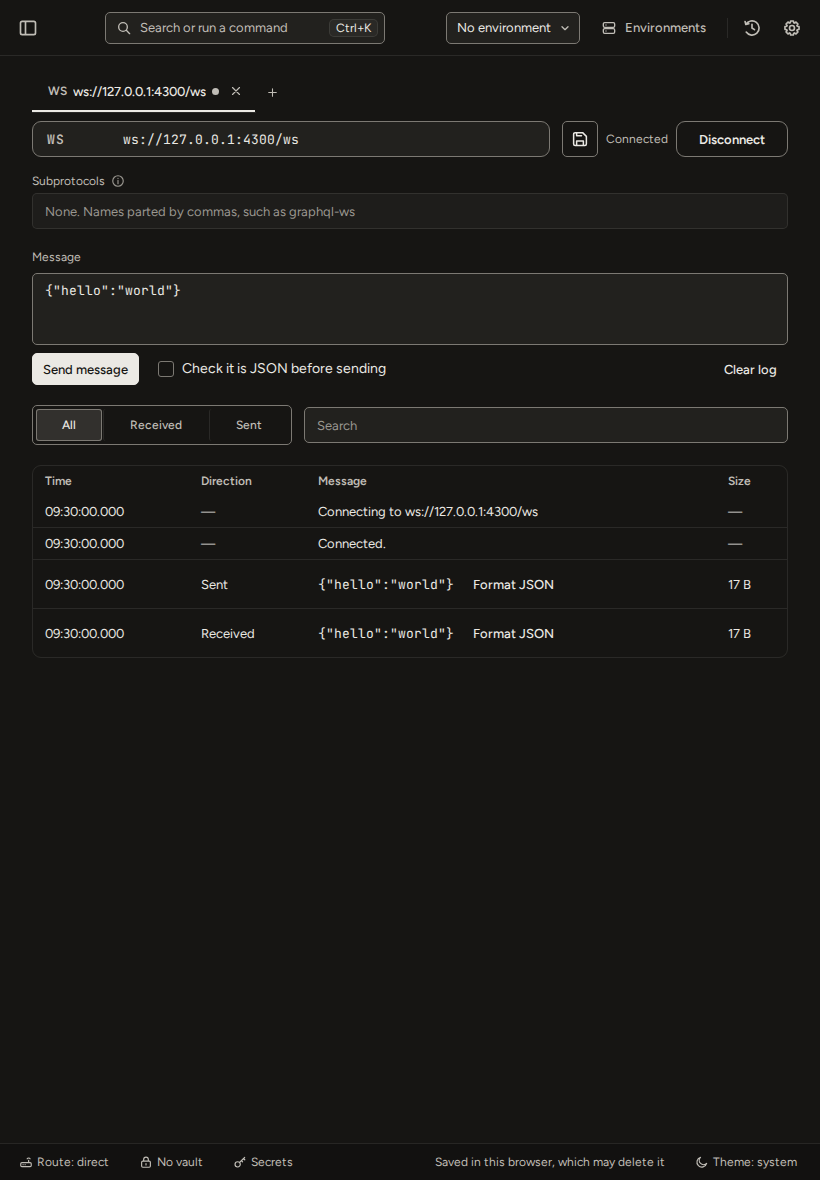 Search or run a command Ctrl+K No environment Environments
WS ws://127.0.0.1:4300/ws
WS ws://127.0.0.1:4300/ws Connected Disconnect
Subprotocols
None. Names parted by commas, such as graphql-ws
Message
{"hello":"world"}
Send message Check it is JSON before sending Clear log
All Received Sent Search
Time Direction Message Size
09:30:00.000 — Connecting to ws://127.0.0.1:4300/ws —
09:30:00.000 — Connected. —
09:30:00.000 Sent {"hello":"world"} Format JSON 17 B
09:30:00.000 Received {"hello":"world"} Format JSON 17 B
Route: direct No vault Secrets Saved in this browser, which may delete it Theme: system